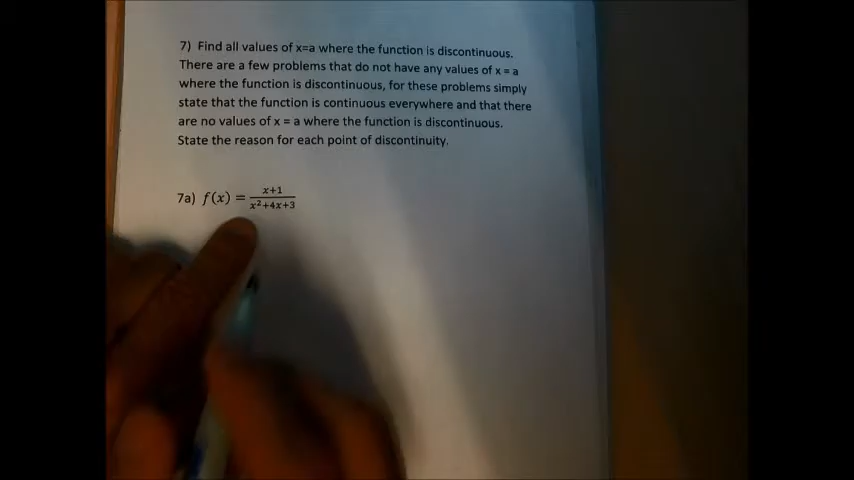 7) Find all values of x=a where the function is discontinuous.
There are a few problems that do not have any values of x = a
where the function is discontinuous, for these problems simply
state that the function is continuous everywhere and that there
are no values of x = a where the function is discontinuous.
State the reason for each point of discontinuity.
7a) f(x) = \frac{x+1}{x^2+4x+3}